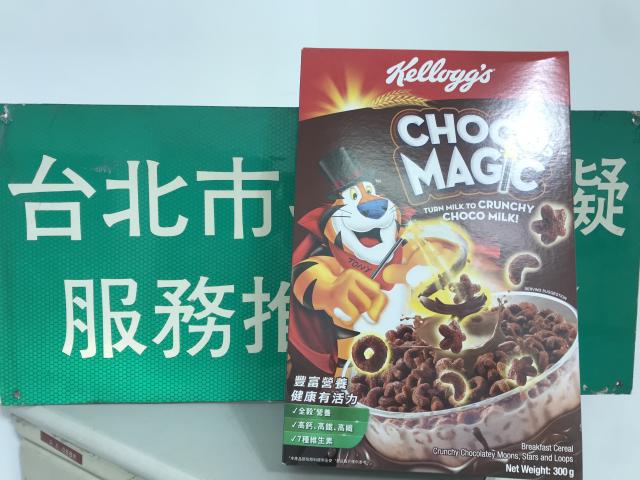 Kellogg's
CHOCO
MAGIC
TURN MILK TO CRUNCHY
CHOCO MILK!
TONY
SERVING SUGGESTION
台北市
疑
服務推
豐富營養
健康有活力
✓全穀營養
✓高鈣、高鐵、高纖
✓7種維生素
Breakfast Cereal
Crunchy Chocolatey Moons, Stars and Loops
Net Weight: 300g